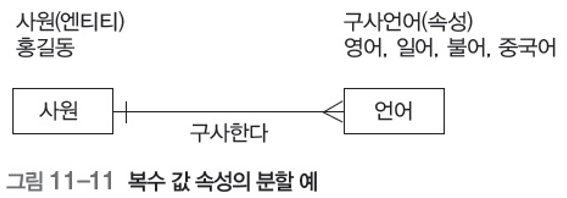 사원(엔티티)
홍길동
구사언어(속성)
영어, 일어, 불어, 중국어
사원
구사한다
언어
그림 11-11 복수 값 속성의 분할 예